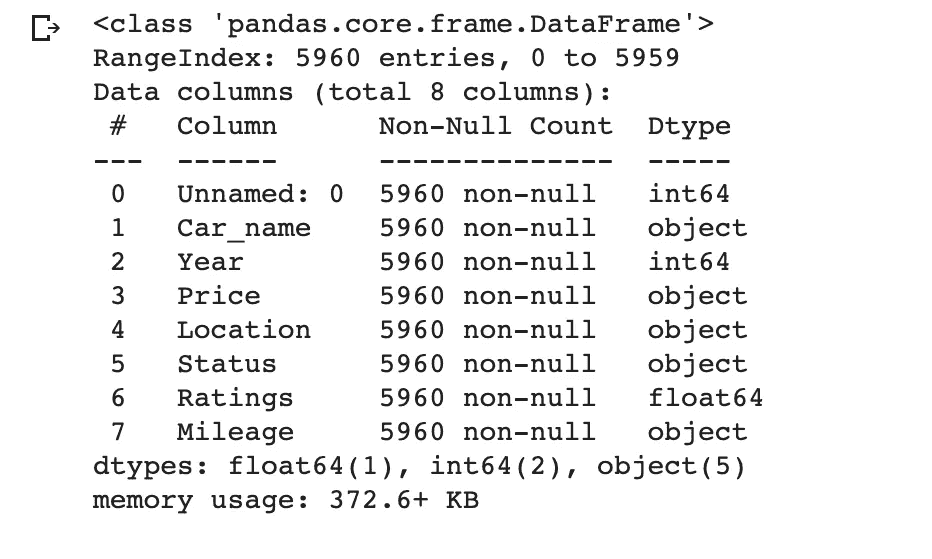 <class 'pandas.core.frame.DataFrame'>
RangeIndex: 5960 entries, 0 to 5959
Data columns (total 8 columns):
 #   Column      Non-Null Count  Dtype
---  ------      --------------  -----
 0   Unnamed: 0  5960 non-null   int64
 1   Car_name    5960 non-null   object
 2   Year        5960 non-null   int64
 3   Price       5960 non-null   object
 4   Location    5960 non-null   object
 5   Status      5960 non-null   object
 6   Ratings     5960 non-null   float64
 7   Mileage     5960 non-null   object
dtypes: float64(1), int64(2), object(5)
memory usage: 372.6+ KB